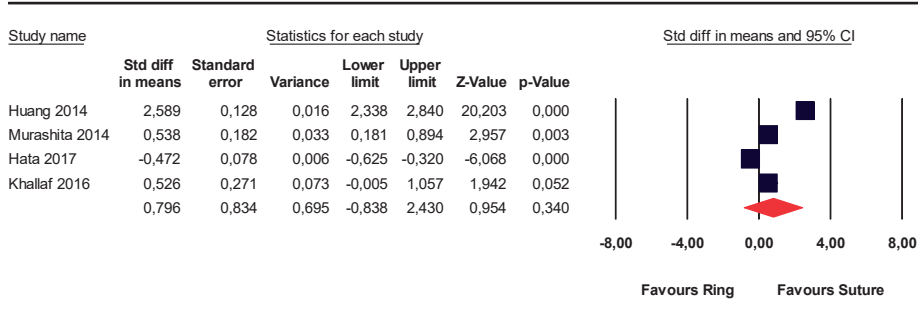 Study name Statistics for each study Std diff in means and 95% CI
Std diff Standard Lower Upper
in means error Variance limit limit Z-Value p-Value
Huang 2014 2,589 0,128 0,016 2,338 2,840 20,203 0,000
Murashita 2014 0,538 0,182 0,033 0,181 0,894 2,957 0,003
Hata 2017 -0,472 0,078 0,006 -0,625 -0,320 -6,068 0,000
Khallaf 2016 0,526 0,271 0,073 -0,005 1,057 1,942 0,052
0,796 0,834 0,695 -0,838 2,430 0,954 0,340
-8,00 -4,00 0,00 4,00 8,00
Favours Ring Favours Suture